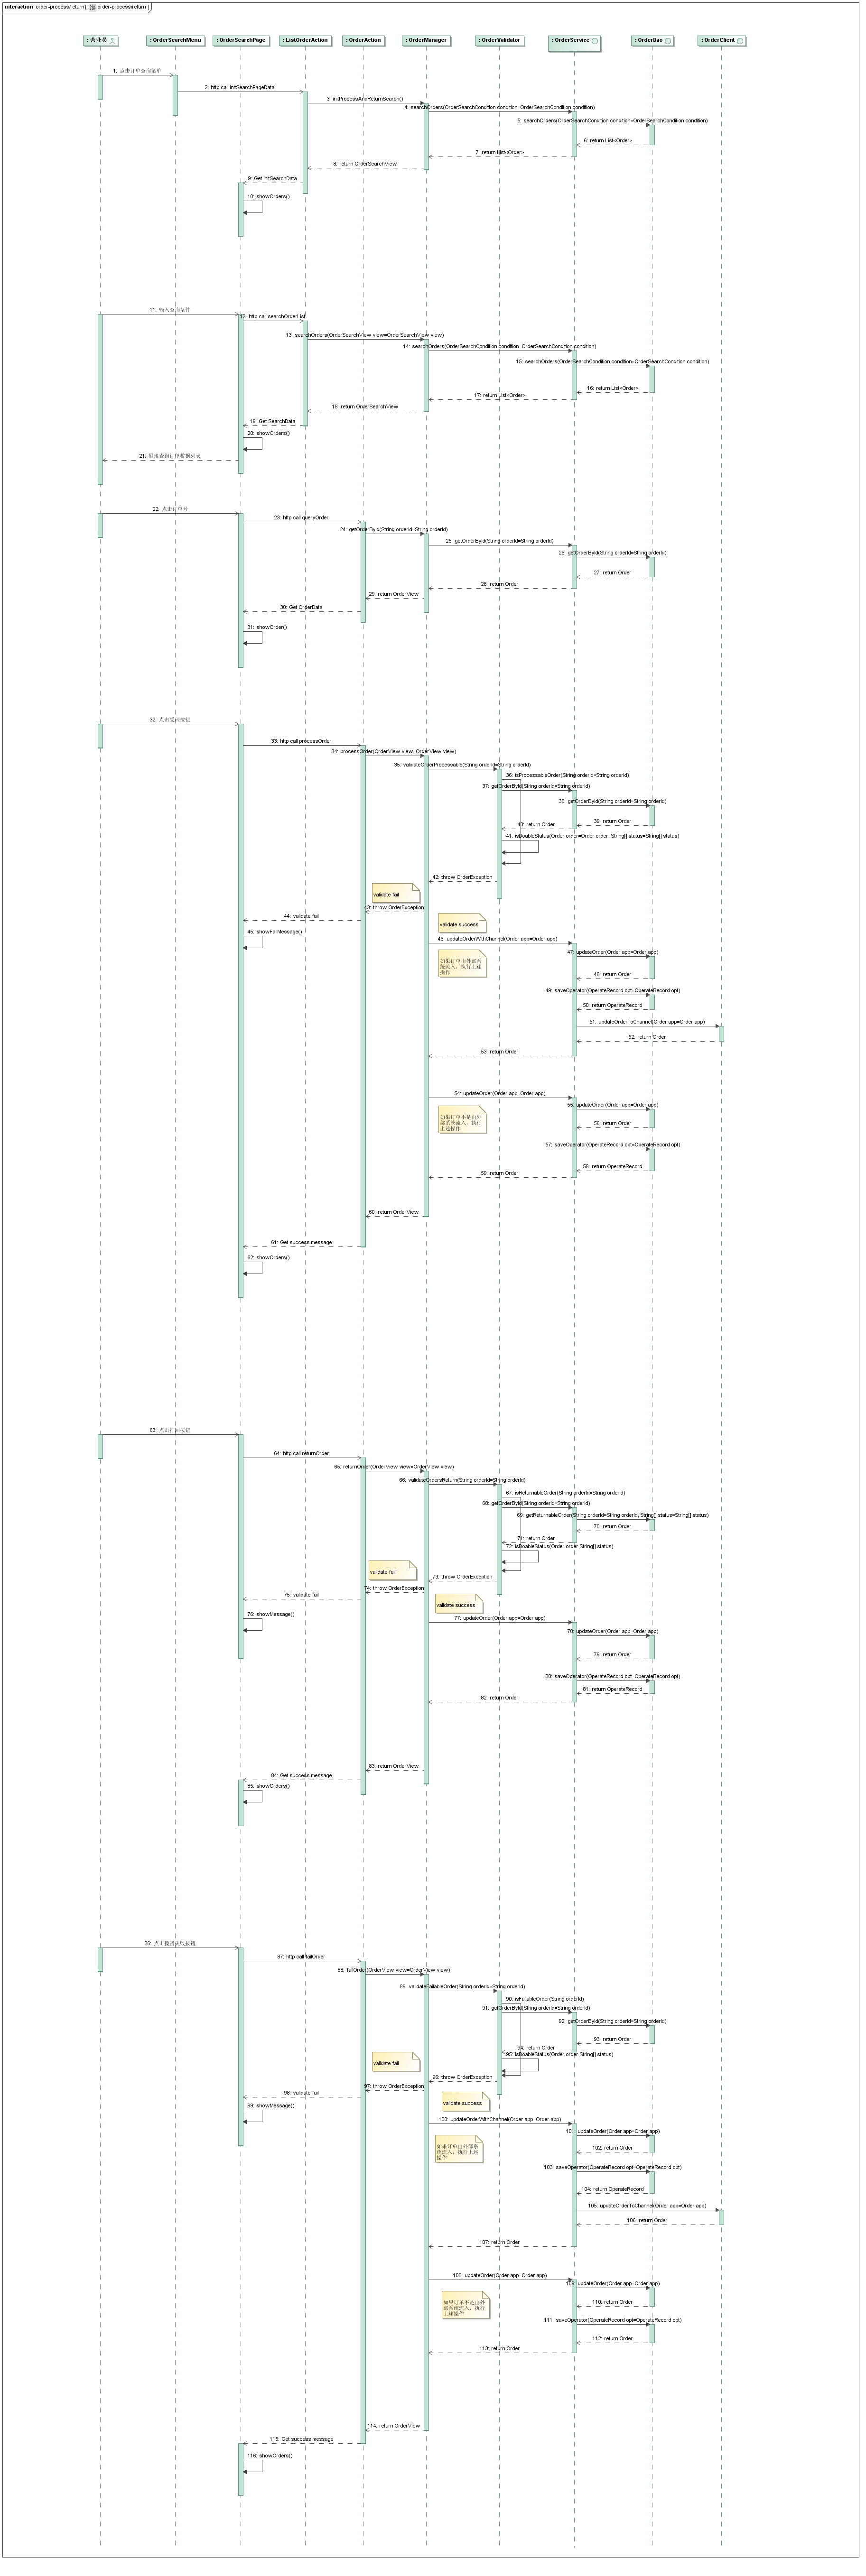 interaction order-process/return [ order-process/return ]
: 营业员
: OrderSearchMenu
: OrderSearchPage
: ListOrderAction
: OrderAction
: OrderManager
: OrderValidator
: OrderService
: OrderDao
: OrderClient
1: 点击订单查询菜单
2: http call initSearchPageData
3: initProcessAndReturnSearch()
4: searchOrders(OrderSearchCondition condition=OrderSearchCondition condition)
5: searchOrders(OrderSearchCondition condition=OrderSearchCondition condition)
6: return List<Order>
7: return List<Order>
8: return OrderSearchView
9: Get InitSearchData
10: showOrders()
11: 输入查询条件
12: http call searchOrderList
13: searchOrders(OrderSearchView view=OrderSearchView view)
14: searchOrders(OrderSearchCondition condition=OrderSearchCondition condition)
15: searchOrders(OrderSearchCondition condition=OrderSearchCondition condition)
16: return List<Order>
17: return List<Order>
18: return OrderSearchView
19: Get SearchData
20: showOrders()
21: 展现查询订单数据列表
22: 点击订单号
23: http call queryOrder
24: getOrderById(String orderId=String orderId)
25: getOrderById(String orderId=String orderId)
26: getOrderById(String orderId=String orderId)
27: return Order
28: return Order
29: return OrderView
30: Get OrderData
31: showOrder()
32: 点击受理按钮
33: http call processOrder
34: processOrder(OrderView view=OrderView view)
35: validateOrderProcessable(String orderId=String orderId)
36: isProcessableOrder(String orderId=String orderId)
37: getOrderById(String orderId=String orderId)
38: getOrderById(String orderId=String orderId)
39: return Order
40: return Order
41: isDoableStatus(Order order=Order order, String[] status=String[] status)
42: throw OrderException
validate fail
43: throw OrderException
44: validate fail
validate success
45: showFailMessage()
46: updateOrderWithChannel(Order app=Order app)
47: updateOrder(Order app=Order app)
如果订单由外部系
统流入，执行上述
操作
48: return Order
49: saveOperator(OperateRecord opt=OperateRecord opt)
50: return OperateRecord
51: updateOrderToChannel(Order app=Order app)
52: return Order
53: return Order
54: updateOrder(Order app=Order app)
55: updateOrder(Order app=Order app)
如果订单不是由外
部系统流入，执行
上述操作
56: return Order
57: saveOperator(OperateRecord opt=OperateRecord opt)
58: return OperateRecord
59: return Order
60: return OrderView
61: Get success message
62: showOrders()
63: 点击打回按钮
64: http call returnOrder
65: returnOrder(OrderView view=OrderView view)
66: validateOrdersReturn(String orderId=String orderId)
67: isReturnableOrder(String orderId=String orderId)
68: getOrderById(String orderId=String orderId)
69: getReturnableOrder(String orderId=String orderId, String[] status=String[] status)
70: return Order
71: return Order
72: isDoableStatus(Order order,String[] status)
validate fail
73: throw OrderException
74: throw OrderException
75: validate fail
validate success
76: showMessage()
77: updateOrder(Order app=Order app)
78: updateOrder(Order app=Order app)
79: return Order
80: saveOperator(OperateRecord opt=OperateRecord opt)
81: return OperateRecord
82: return Order
83: return OrderView
84: Get success message
85: showOrders()
86: 点击置预失败按钮
87: http call failOrder
88: failOrder(OrderView view=OrderView view)
89: validateFailableOrder(String orderId=String orderId)
90: isFailableOrder(String orderId)
91: getOrderById(String orderId=String orderId)
92: getOrderById(String orderId=String orderId)
93: return Order
94: return Order
95: isDoableStatus(Order order,String[] status)
validate fail
96: throw OrderException
97: throw OrderException
98: validate fail
validate success
99: showMessage()
100: updateOrderWithChannel(Order app=Order app)
101: updateOrder(Order app=Order app)
如果订单由外部系
统流入，执行上述
操作
102: return Order
103: saveOperator(OperateRecord opt=OperateRecord opt)
104: return OperateRecord
105: updateOrderToChannel(Order app=Order app)
106: return Order
107: return Order
108: updateOrder(Order app=Order app)
109: updateOrder(Order app=Order app)
如果订单不是由外
部系统流入，执行
上述操作
110: return Order
111: saveOperator(OperateRecord opt=OperateRecord opt)
112: return OperateRecord
113: return Order
114: return OrderView
115: Get success message
116: showOrders()